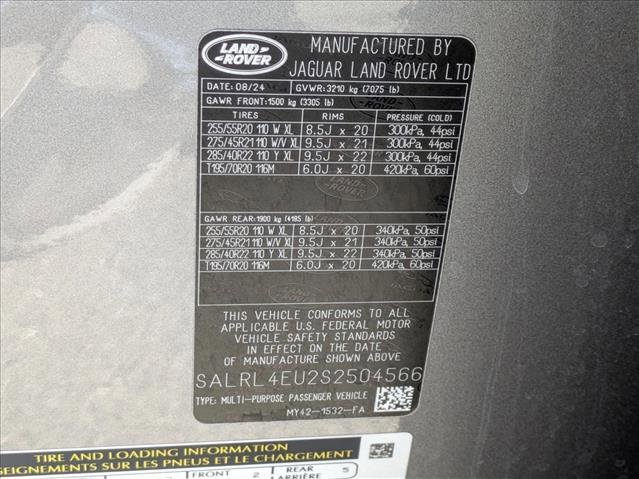 LAND ROVER
MANUFACTURED BY
JAGUAR LAND ROVER LTD
DATE: 08/24 GVWR: 3210 kg (7075 lb)
GAWR FRONT: 1500 kg (3305 lb)
TIRES RIMS PRESSURE (COLD)
255/55R20 110 W XL 8.5J x 20 300kPa, 44psi
275/45R21 110 W/V XL 9.5J x 21 300kPa, 44psi
285/40R22 110 Y XL 9.5J x 22 300kPa, 44psi
T195/70R20 116M 6.0J x 20 420kPa, 60psi
GAWR REAR: 1900 kg (4185 lb)
255/55R20 110 W XL 8.5J x 20 340kPa, 50psi
275/45R21 110 W/V XL 9.5J x 21 340kPa, 50psi
285/40R22 110 Y XL 9.5J x 22 340kPa, 50psi
T195/70R20 116M 6.0J x 20 420kPa, 60psi
THIS VEHICLE CONFORMS TO ALL
APPLICABLE U.S. FEDERAL MOTOR
VEHICLE SAFETY STANDARDS
IN EFFECT ON THE DATE
OF MANUFACTURE SHOWN ABOVE
SALRL4EU2S2504566
TYPE: MULTI-PURPOSE PASSENGER VEHICLE
MY42-1532-FA
TIRE AND LOADING INFORMATION
SEIGNEMENTS SUR LES PNEUS ET LE CHARGEMENT
FRONT 2 REAR 5
ARRIÈRE